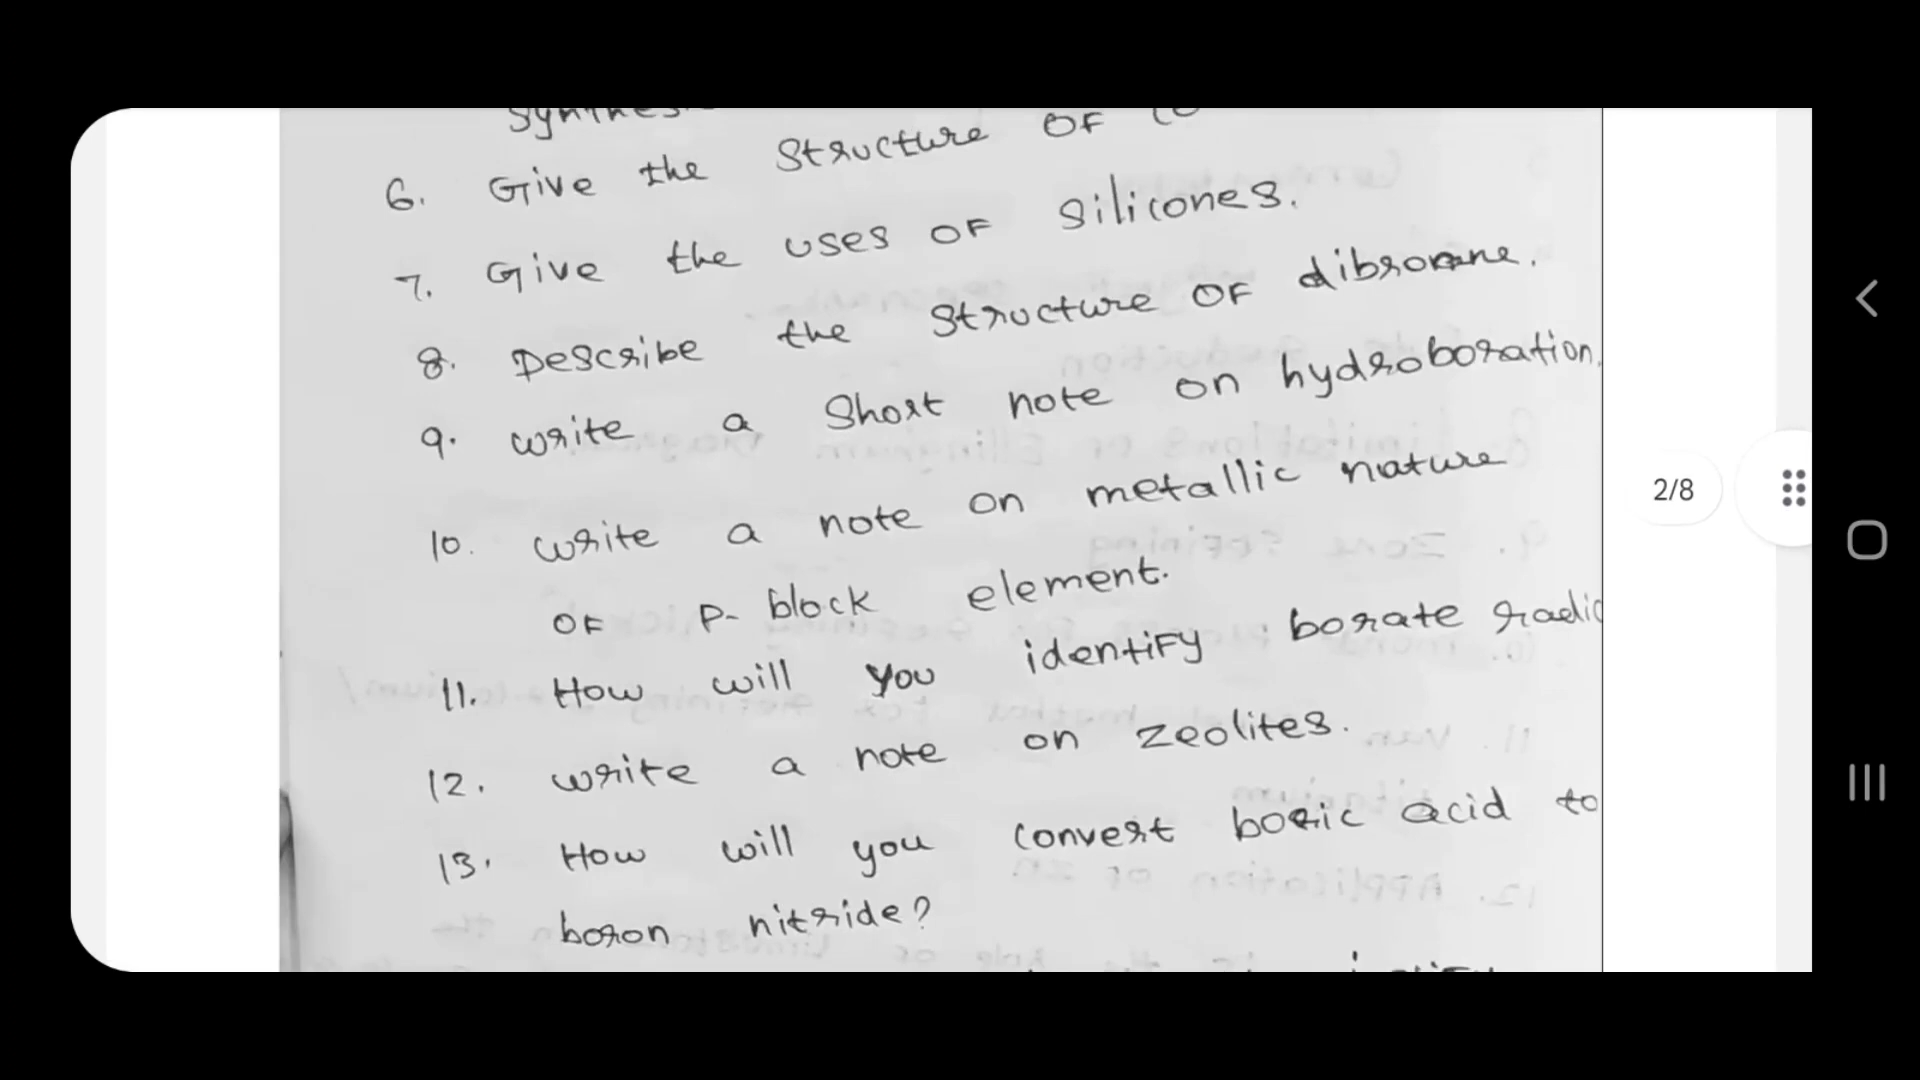 6. Give the structure OF
7. Give the uses OF silicones.
8. Describe the structure OF dibsorane.
9. write a short note on hydroboration.
10. write a note on metallic nature
OF P- block element.
11. How will you identify borate
12. write a note on zeolites.
13. How will you convert boric acid to
boron nitride?
2/8